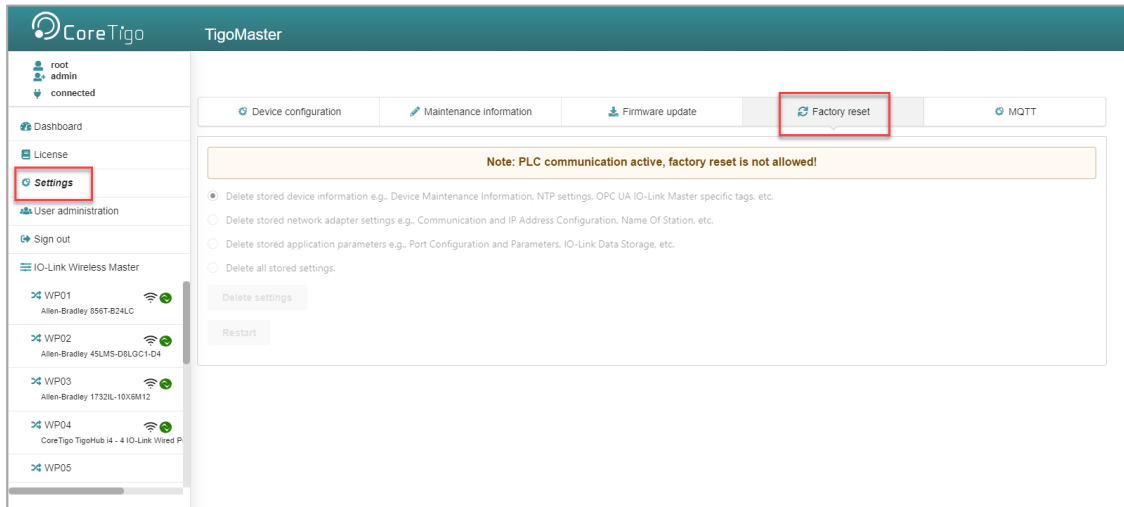 CoreTigo
TigoMaster
root
admin
connected
Dashboard
License
Settings
User administration
Sign out
IO-Link Wireless Master
WP01
Allen-Bradley 856T-B24LC
WP02
Allen-Bradley 45LMS-D8LGC1-D4
WP03
Allen-Bradley 1732IL-10X6M12
WP04
CoreTigo TigoHub i4 - 4 IO-Link Wired P
WP05
Device configuration
Maintenance information
Firmware update
Factory reset
MQTT
Note: PLC communication active, factory reset is not allowed!
Delete stored device information e.g., Device Maintenance Information, NTP settings, OPC UA IO-Link Master specific tags, etc.
Delete stored network adapter settings e.g., Communication and IP Address Configuration, Name Of Station, etc.
Delete stored application parameters e.g., Port Configuration and Parameters, IO-Link Data Storage, etc.
Delete all stored settings.
Delete settings
Restart